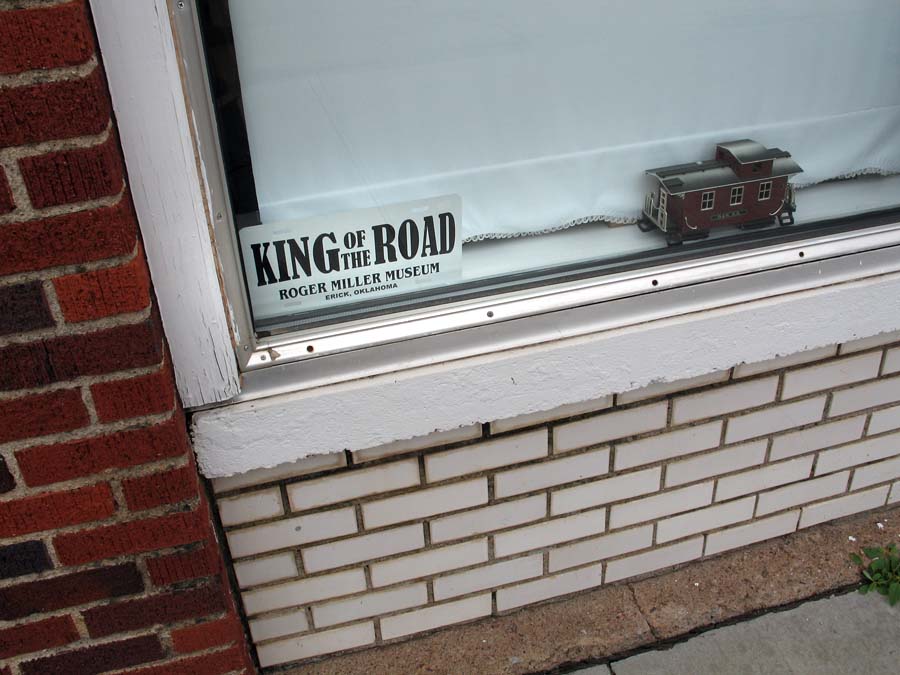 KING OF THE ROAD
ROGER MILLER MUSEUM
ERICK, OKLAHOMA